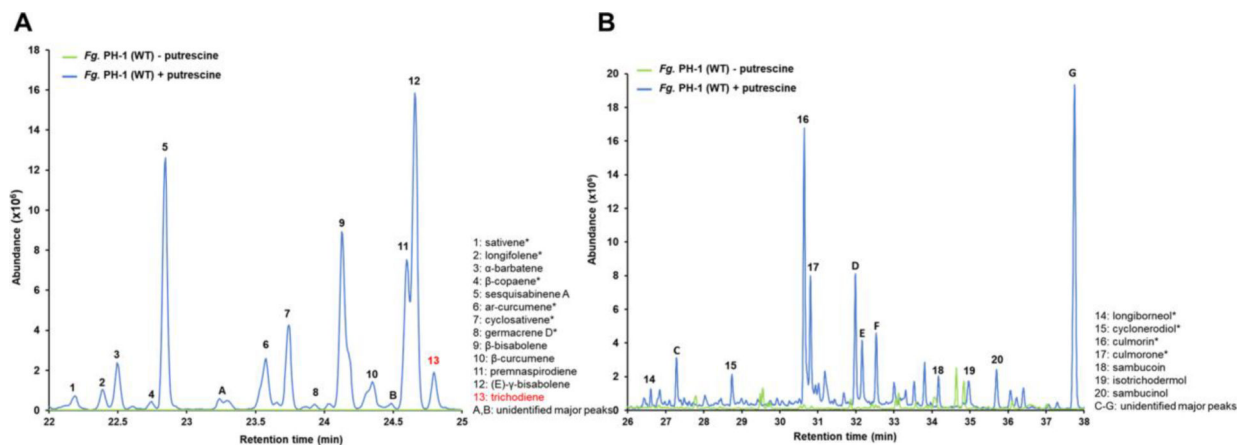 A
Fg. PH-1 (WT) - putrescine
Fg. PH-1 (WT) + putrescine
Abundance (x10⁶)
18
16
14
12
10
8
6
4
2
0
1
2
3
4
5
A
6
7
8
9
10
B
11
12
13
22
22.5
23
23.5
24
24.5
25
Retention time (min)
1: sativene*
2: longifolene*
3: α-barbatene
4: β-copaene*
5: sesquisabinene A
6: ar-curcumene*
7: cyclosativene*
8: germacrene D*
9: β-bisabolene
10: β-curcumene
11: premnaspirodiene
12: (E)-γ-bisabolene
13: trichodiene
A,B: unidentified major peaks
B
Fg. PH-1 (WT) - putrescine
Fg. PH-1 (WT) + putrescine
Abundance (x10⁶)
20
18
16
14
12
10
8
6
4
2
0
14
C
15
16
17
D
E
F
18
19
20
G
26
27
28
29
30
31
32
33
34
35
36
37
38
Retention time (min)
14: longiborneol*
15: cyclonerodiol*
16: culmorin*
17: culmorone*
18: sambucoin
19: isotrichodermol
20: sambucinol
C-G: unidentified major peaks